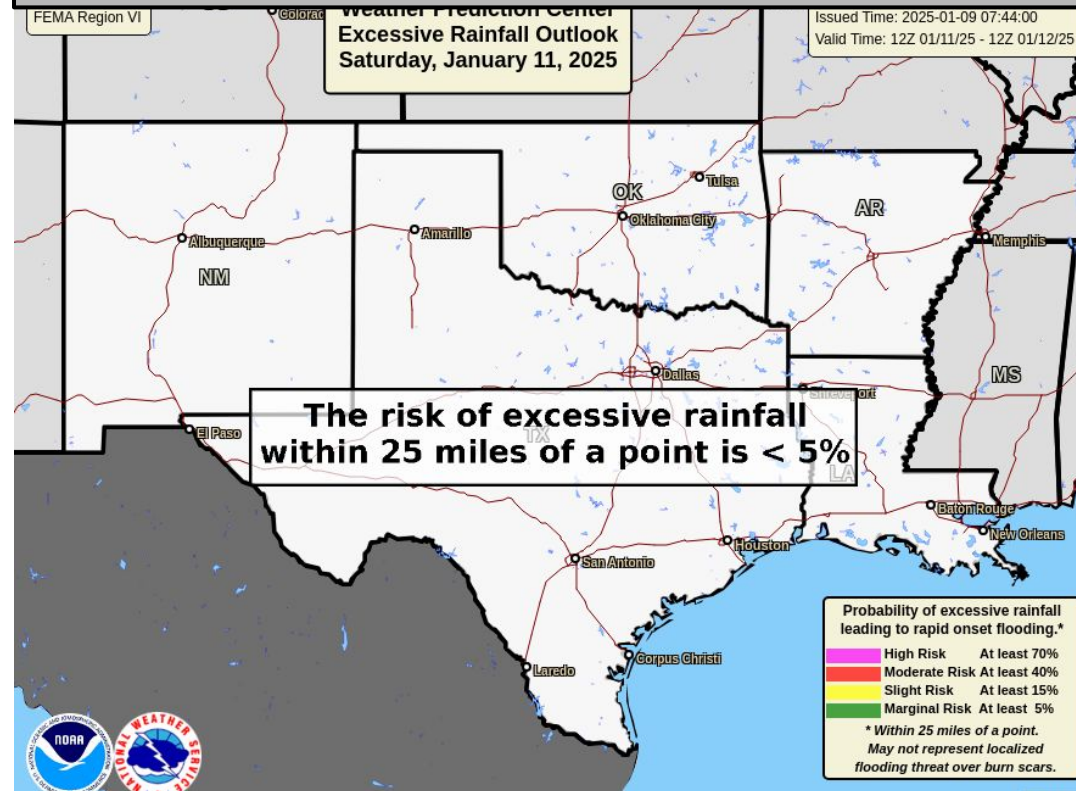 FEMA Region VI
Colorad
Weather Prediction Center
Excessive Rainfall Outlook
Saturday, January 11, 2025
Issued Time: 2025-01-09 07:44:00
Valid Time: 12Z 01/11/25 - 12Z 01/12/25
OK
Tulsa
AR
Oklahoma City
Amarillo
Albuquerque
Memphis
NM
Dallas
MS
Shreveport
The risk of excessive rainfall
within 25 miles of a point is < 5%
El Paso
TX
LA
Baton Rouge
New Orleans
Houston
San Antonio
Corpus Christi
Laredo
Probability of excessive rainfall
leading to rapid onset flooding.*
High Risk At least 70%
Moderate Risk At least 40%
Slight Risk At least 15%
Marginal Risk At least 5%
* Within 25 miles of a point.
May not represent localized
flooding threat over burn scars.
NOAA
NATIONAL WEATHER SERVICE